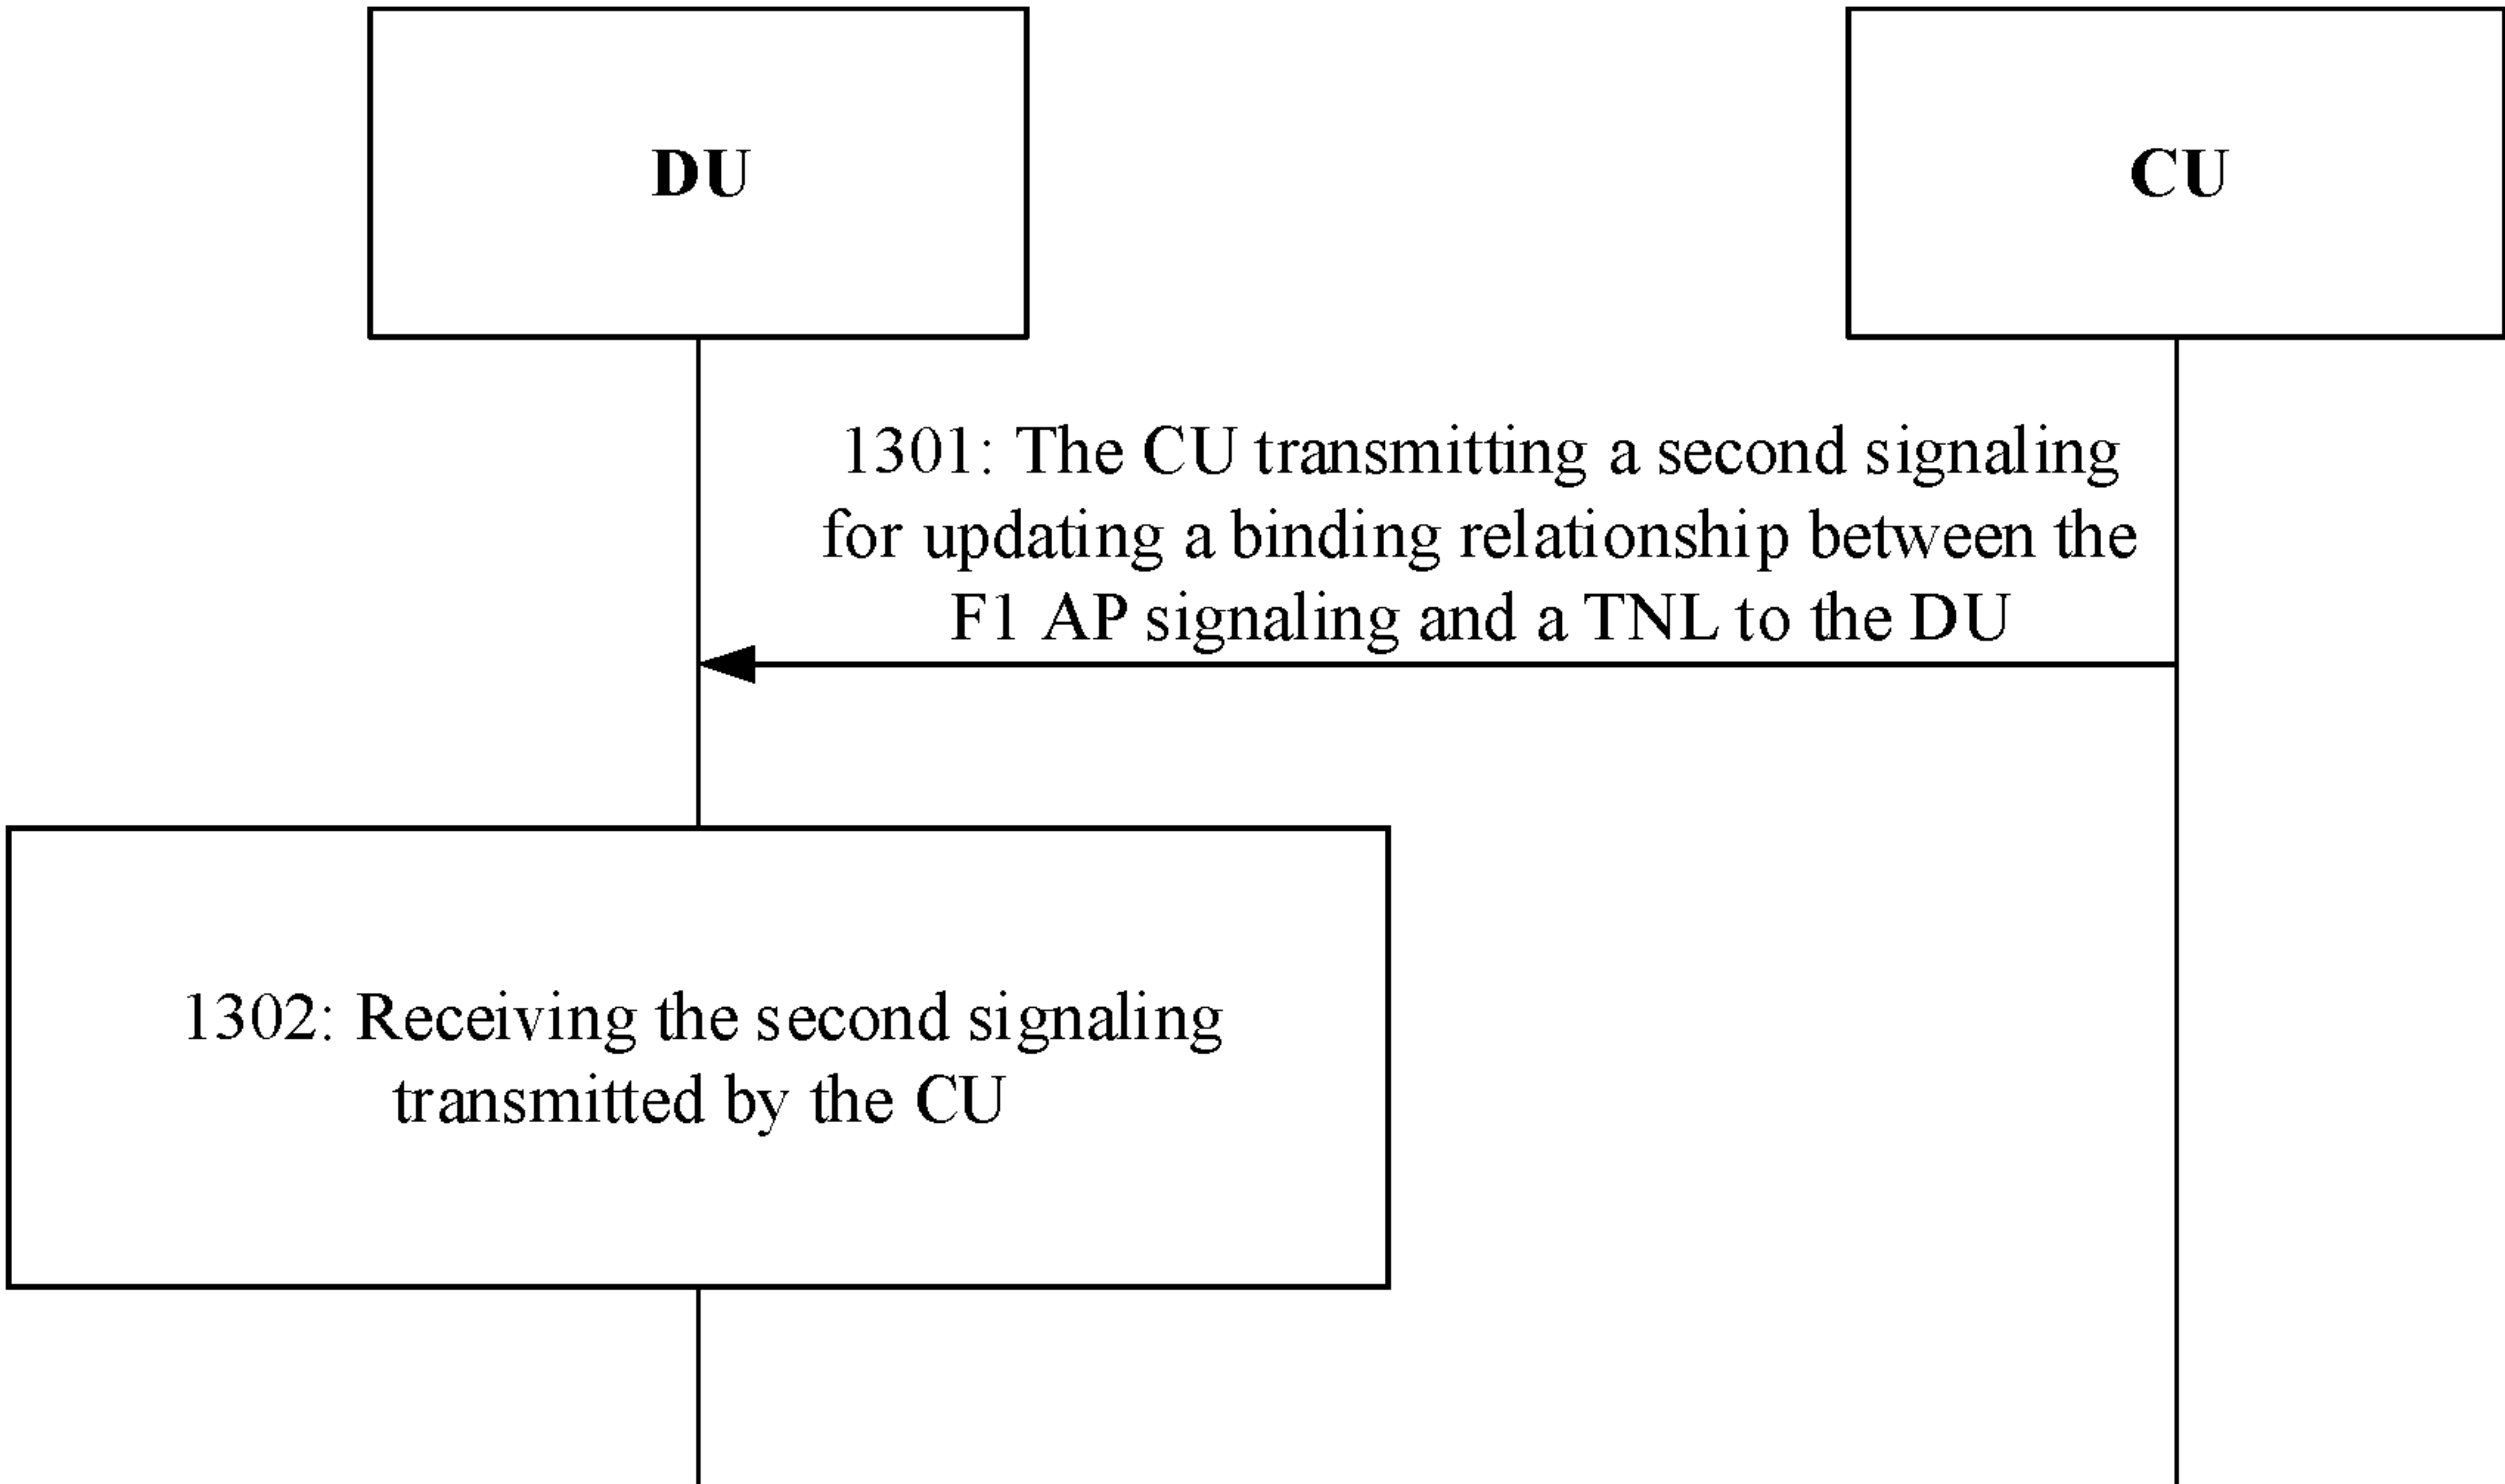 DU
CU
1301: The CU transmitting a second signaling
for updating a binding relationship between the
F1 AP signaling and a TNL to the DU
1302: Receiving the second signaling
transmitted by the CU